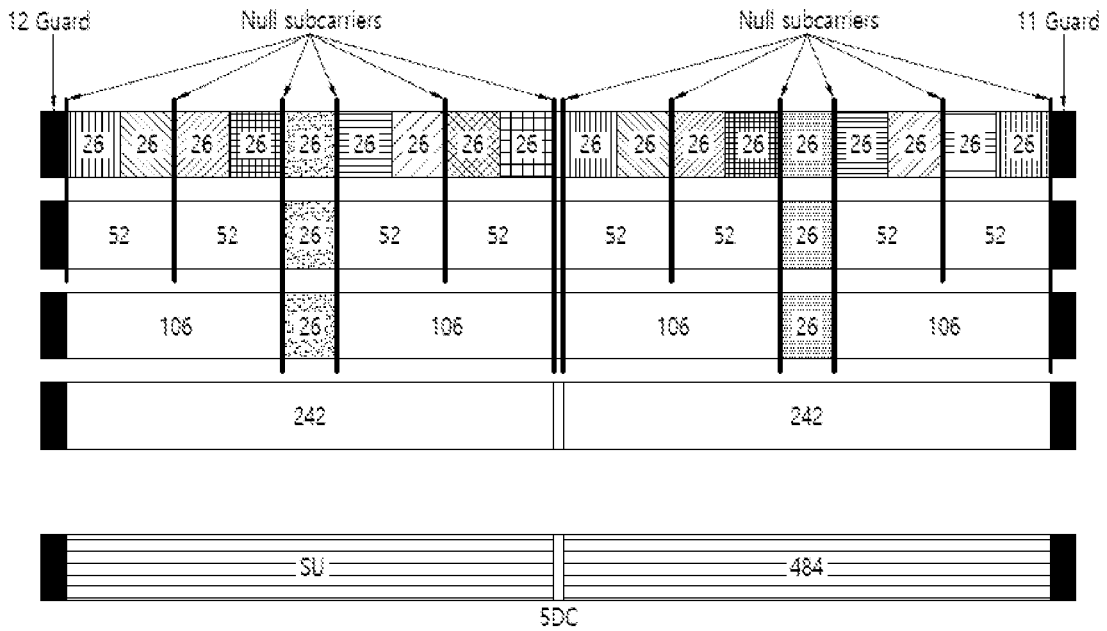 12 Guard Null subcarriers Null subcarriers 11 Guard
26 26 26 26 26 26 26 26 26 26 26 26 26 26 26 26 26 26
52 52 26 52 52 52 52 26 52 52
106 26 106 106 26 106
242 242
SU 484
5DC